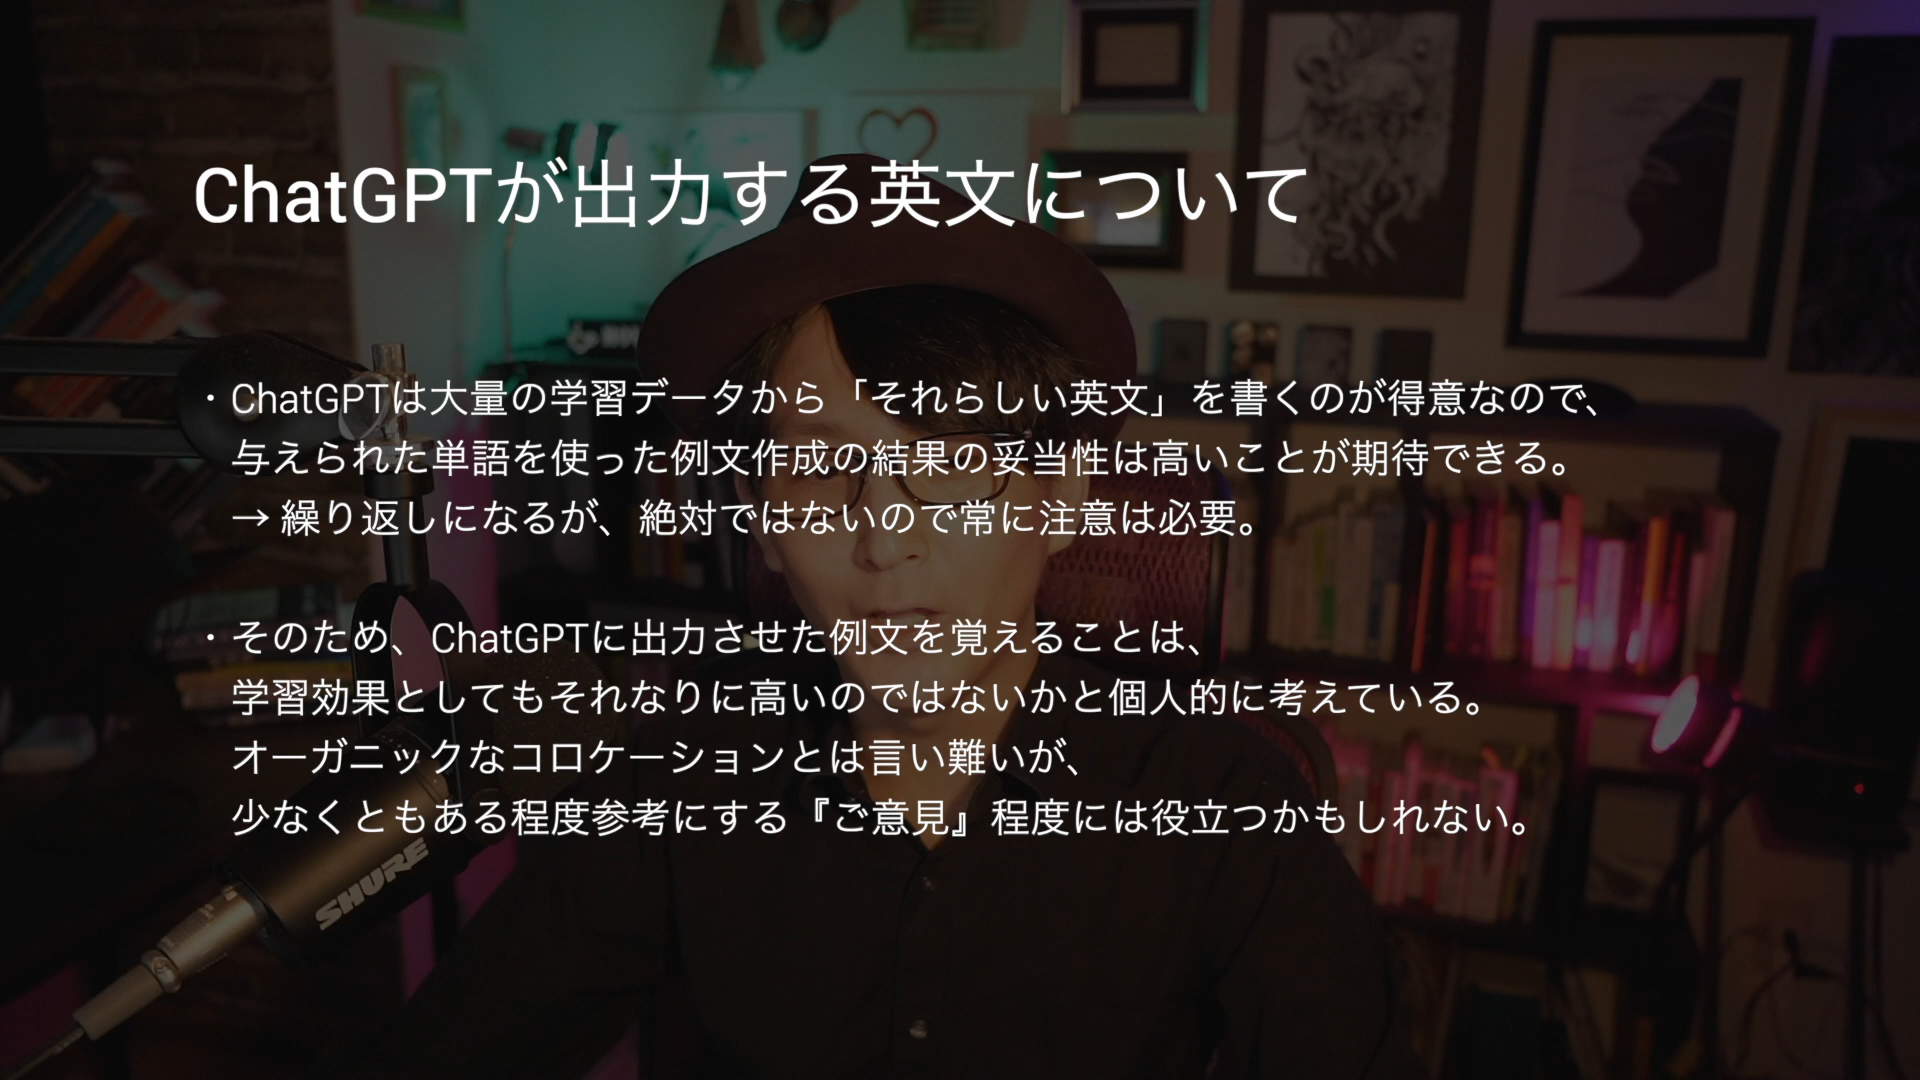 ChatGPTが出力する英文について
・ChatGPTは大量の学習データから「それらしい英文」を書くのが得意なので、
与えられた単語を使った例文作成の結果の妥当性は高いことが期待できる。
→ 繰り返しになるが、絶対ではないので常に注意は必要。
・そのため、ChatGPTに出力させた例文を覚えることは、
学習効果としてもそれなりに高いのではないかと個人的に考えている。
オーガニックなコロケーションとは言い難いが、
少なくともある程度参考にする『ご意見』程度には役立つかもしれない。
SHURE